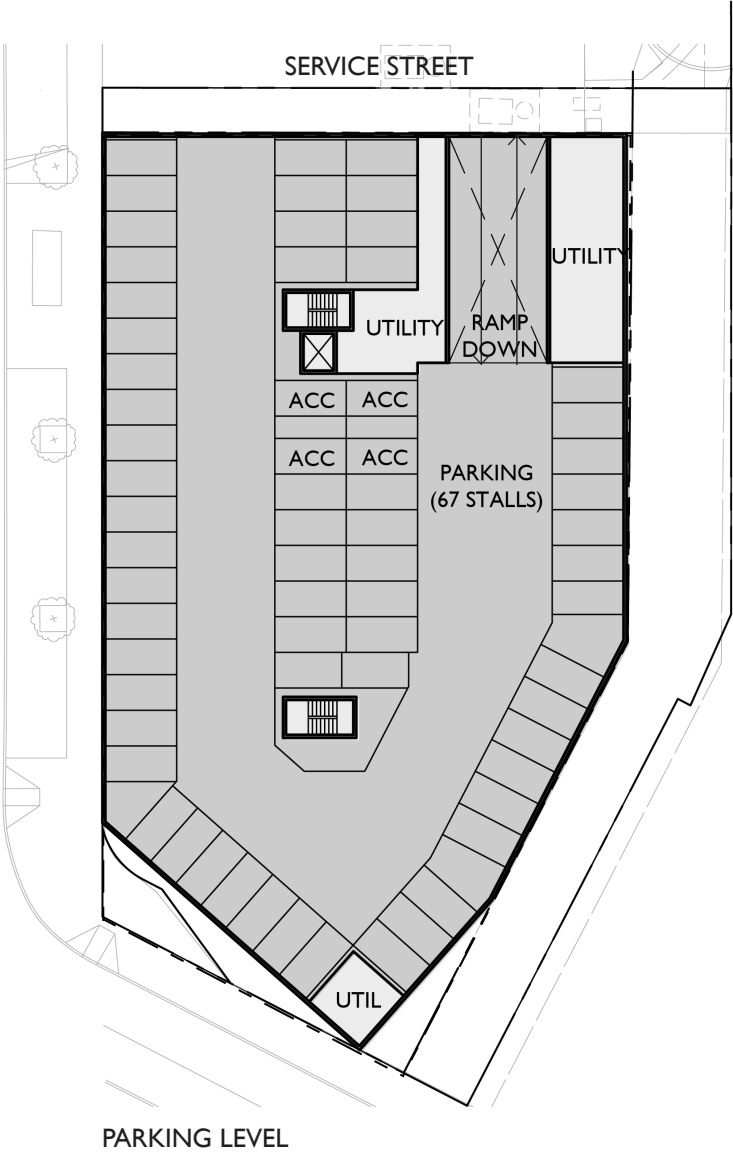 SERVICE STREET
UTILITY
UTILITY
RAMP
DOWN
ACC
ACC
ACC
ACC
PARKING
(67 STALLS)
UTIL
PARKING LEVEL